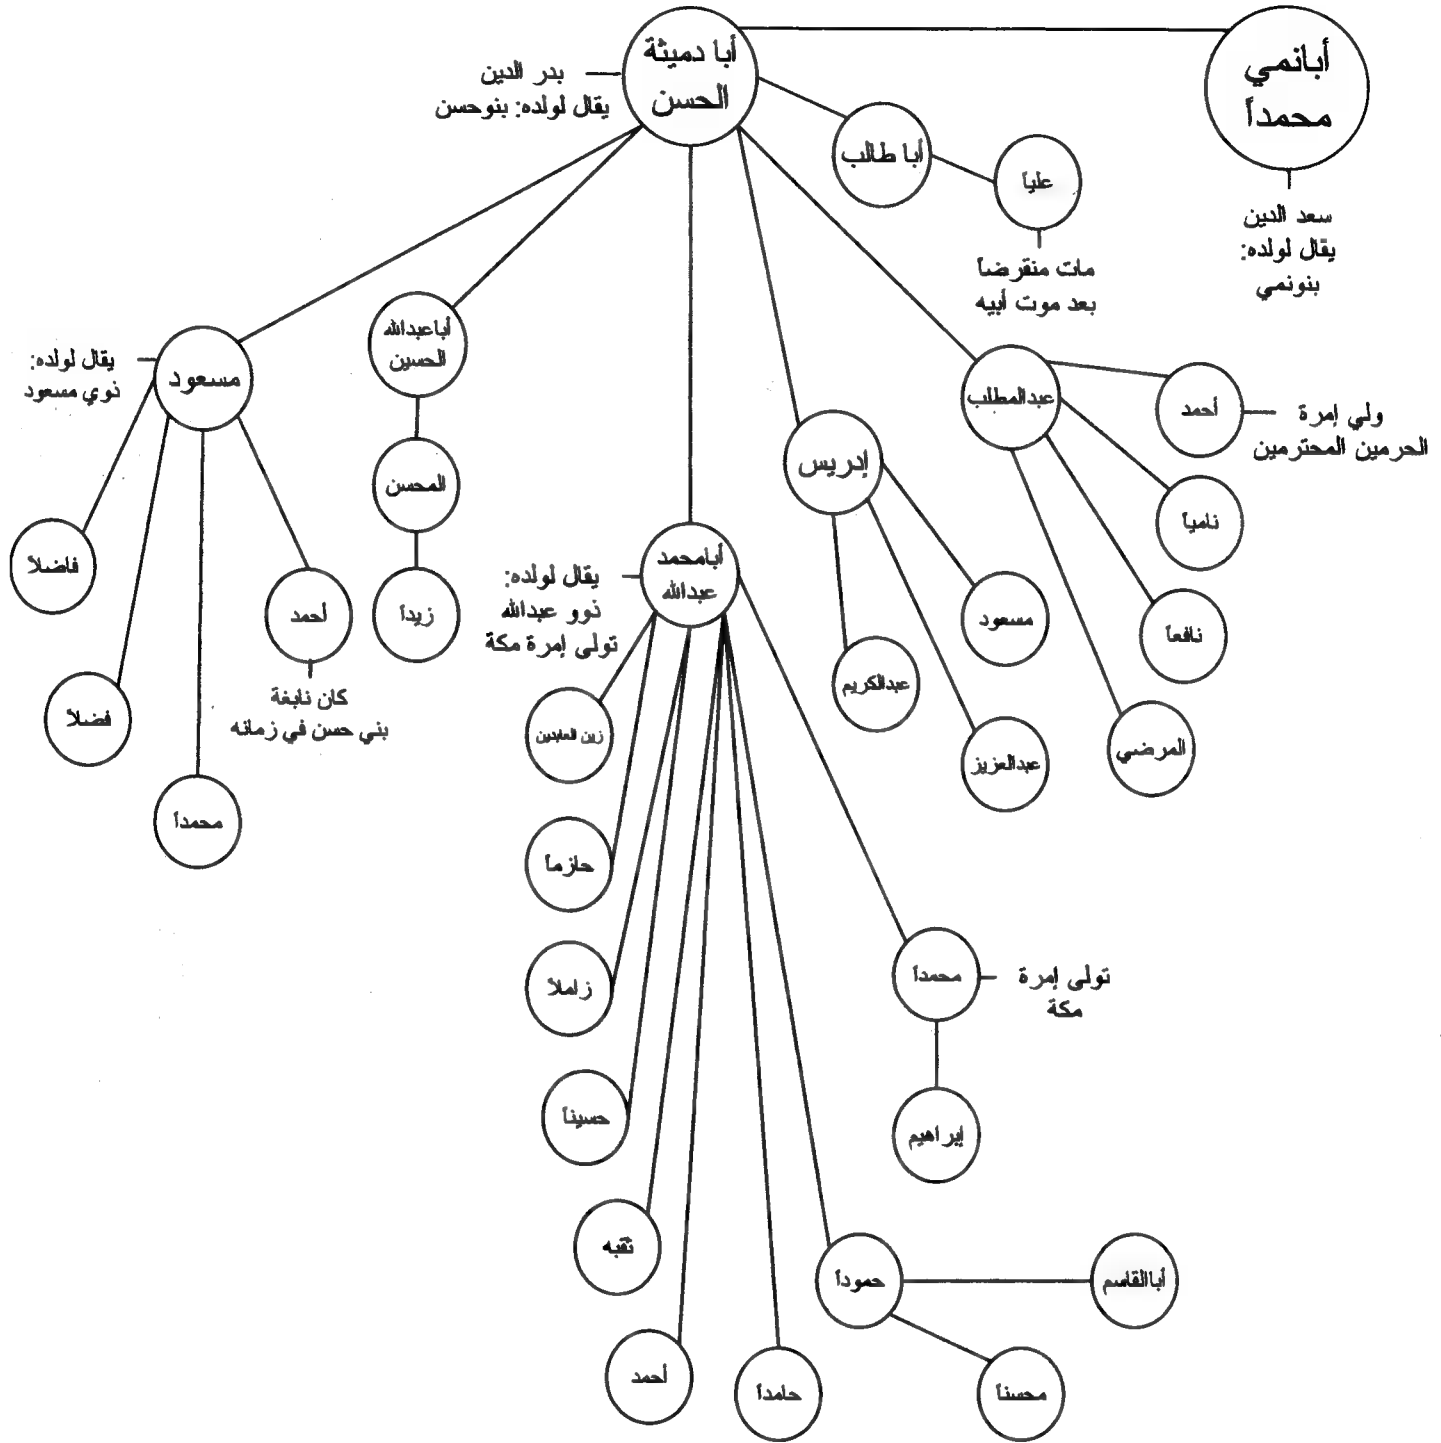 أبانمي
محمداً
سعد الدين
يقال لولده:
بنونمي
أبا دميثة
الحسن
بدر الدين
يقال لولده: بنوحسن
أبا طالب
علياً
مات منقرضاً
بعد موت أبيه
عبدالمطلب
أحمد
ولي إمرة
الحرمين المحترمين
نامياً
نافعاً
المرضي
إدريس
مسعود
عبدالعزيز
عبدالكريم
أبامحمد
عبدالله
يقال لولده:
ذوو عبدالله
تولى إمرة مكة
محمداً
تولى إمرة
مكة
إبراهيم
حموداً
أباالقاسم
محسناً
حامداً
أحمد
ثقبه
حسيناً
زاملاً
حازماً
زين العابدين
أباعبدالله
الحسين
المحسن
زيداً
مسعود
يقال لولده:
ذوي مسعود
أحمد
كان نابغة
بني حسن في زمانه
محمداً
فضلاً
فاضلاً